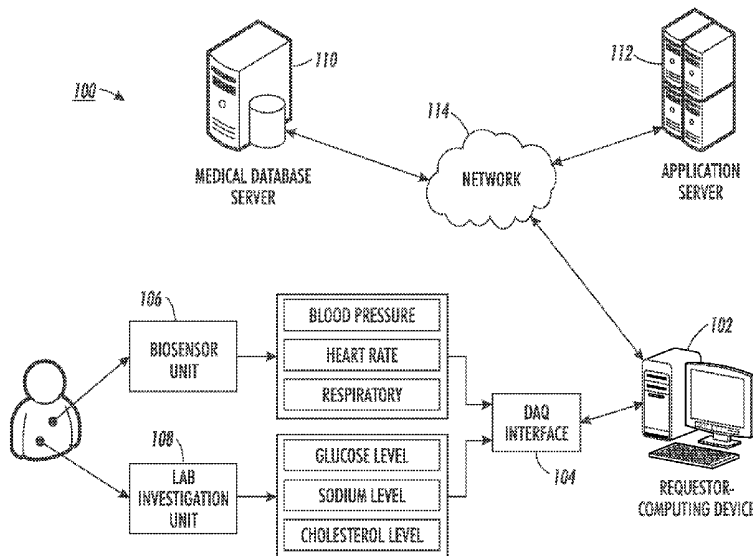 100
110
112
MEDICAL DATABASE
SERVER
114
NETWORK
APPLICATION
SERVER
106
BIOSENSOR
UNIT
BLOOD PRESSURE
HEART RATE
RESPIRATORY
102
DAQ
INTERFACE
104
108
LAB
INVESTIGATION
UNIT
GLUCOSE LEVEL
SODIUM LEVEL
CHOLESTEROL LEVEL
REQUESTOR-
COMPUTING DEVICE